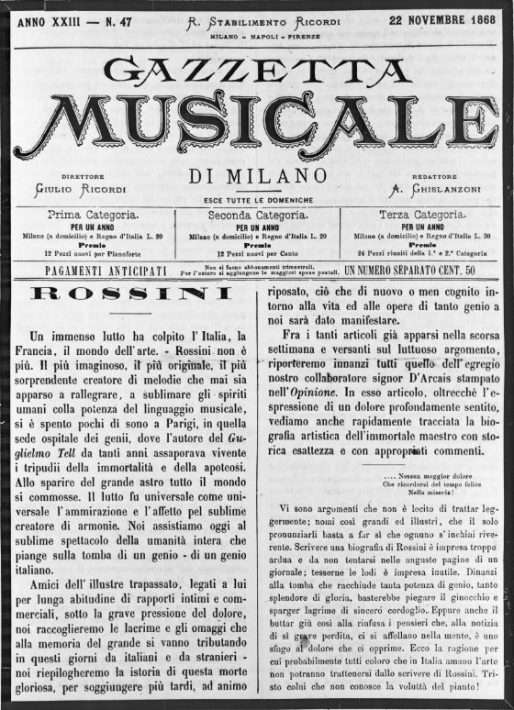 ANNO XXIII — N. 47
R. STABILIMENTO RICORDI
MILANO - NAPOLI - FIRENZE
22 NOVEMBRE 1868
GAZZETTA
MUSICALE
DI MILANO
DIRETTORE
GIULIO RICORDI
REDATTORE
A. GHISLANZONI
ESCE TUTTE LE DOMENICHE
Prima Categoria.
PER UN ANNO
Milano (a domicilio) e Regno d'Italia L. 20
Premio
12 Pezzi nuovi per Pianoforte
Seconda Categoria.
PER UN ANNO
Milano (a domicilio) e Regno d'Italia L. 20
Premio
12 Pezzi nuovi per Canto
Terza Categoria.
PER UN ANNO
Milano (a domicilio) e Regno d'Italia L. 30
Premio
24 Pezzi riuniti della 1.ª e 2.ª Categoria
PAGAMENTI ANTICIPATI
Non si fanno abbonamenti trimestrali.
Per l'estero si aggiungono le maggiori spese postali.
UN NUMERO SEPARATO CENT. 50
ROSSINI
Un immenso lutto ha colpito l'Italia, la
Francia, il mondo dell'arte. - Rossini non è
più. Il più imaginoso, il più originale, il più
sorprendente creatore di melodie che mai sia
apparso a rallegrare, a sublimare gli spiriti
umani colla potenza del linguaggio musicale,
si è spento pochi dì sono a Parigi, in quella
sede ospitale dei genii, dove l'autore del Gu-
glielmo Tell da tanti anni assaporava vivente
i tripudii della immortalità e della apoteosi.
Allo sparire del grande astro tutto il mondo
si commosse. Il lutto fu universale come uni-
versale l'ammirazione e l'affetto pel sublime
creatore di armonie. Noi assistiamo oggi al
sublime spettacolo della umanità intera che
piange sulla tomba di un genio - di un genio
italiano.
Amici dell'illustre trapassato, legati a lui
per lunga abitudine di rapporti intimi e com-
merciali, sotto la grave pressione del dolore,
noi raccoglieremo le lacrime e gli omaggi che
alla memoria del grande si vanno tributando
in questi giorni da italiani e da stranieri -
noi riepilogheremo la istoria di questa morte
gloriosa, per soggiungere più tardi, ad animo
riposato, ciò che di nuovo o men cognito in-
torno alla vita ed alle opere di tanto genio a
noi sarà dato manifestare.
Fra i tanti articoli già apparsi nella scorsa
settimana e versanti sul luttuoso argomento,
riporteremo innanzi tutti quello dell'egregio
nostro collaboratore signor D'Arcais stampato
nell'Opinione. In esso articolo, oltrecchè l'e-
spressione di un dolore profondamente sentito,
vediamo anche rapidamente tracciata la bio-
grafia artistica dell'immortale maestro con sto-
rica esattezza e con appropriati commenti.
.... Nessun maggior dolore
Che ricordarsi del tempo felice
Nella miseria!
Vi sono argomenti che non è lecito di trattar leg-
germente; nomi così grandi ed illustri, che il solo
pronunziarli basta a far sì che ognuno s'inchini rive-
rente. Scrivere una biografia di Rossini è impresa troppo
ardua e da non tentarsi nelle anguste pagine di un
giornale; tesserne le lodi è impresa inutile. Dinanzi
alla tomba che racchiude tanta potenza di genio, tanto
splendore di gloria, basterebbe piegare il ginocchio e
sparger lagrime di sincero cordoglio. Eppure anche il
buttar giù così alla rinfusa i pensieri che, alla notizia
di sì grave perdita, ci si affollano nella mente, è uno
sfogo al dolore che ci opprime. Ecco la ragione per
cui probabilmente tutti coloro che in Italia amano l'arte
non potranno trattenersi dallo scrivere di Rossini. Tri-
sto colui che non conosce la voluttà del pianto!